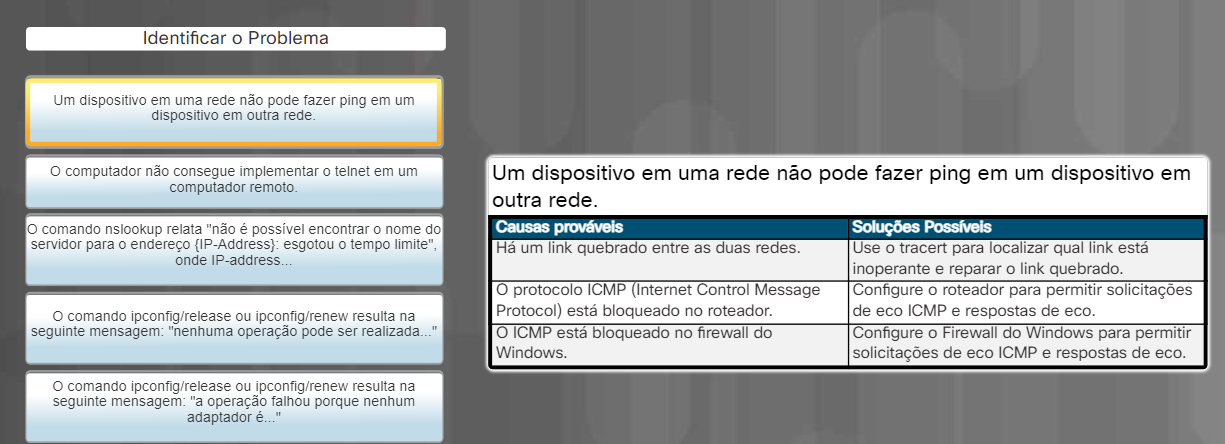 Identificar o Problema
Um dispositivo em uma rede não pode fazer ping em um
dispositivo em outra rede.
O computador não consegue implementar o telnet em um
computador remoto.
O comando nslookup relata "não é possível encontrar o nome do
servidor para o endereço {IP-Address}: esgotou o tempo limite",
onde IP-address...
O comando ipconfig/release ou ipconfig/renew resulta na
seguinte mensagem: "nenhuma operação pode ser realizada..."
O comando ipconfig/release ou ipconfig/renew resulta na
seguinte mensagem: "a operação falhou porque nenhum
adaptador é..."
Um dispositivo em uma rede não pode fazer ping em um dispositivo em
outra rede.
Causas prováveis
Soluções Possíveis
Há um link quebrado entre as duas redes.
Use o tracert para localizar qual link está
inoperante e reparar o link quebrado.
O protocolo ICMP (Internet Control Message
Protocol) está bloqueado no roteador.
Configure o roteador para permitir solicitações
de eco ICMP e respostas de eco.
O ICMP está bloqueado no firewall do
Windows.
Configure o Firewall do Windows para permitir
solicitações de eco ICMP e respostas de eco.